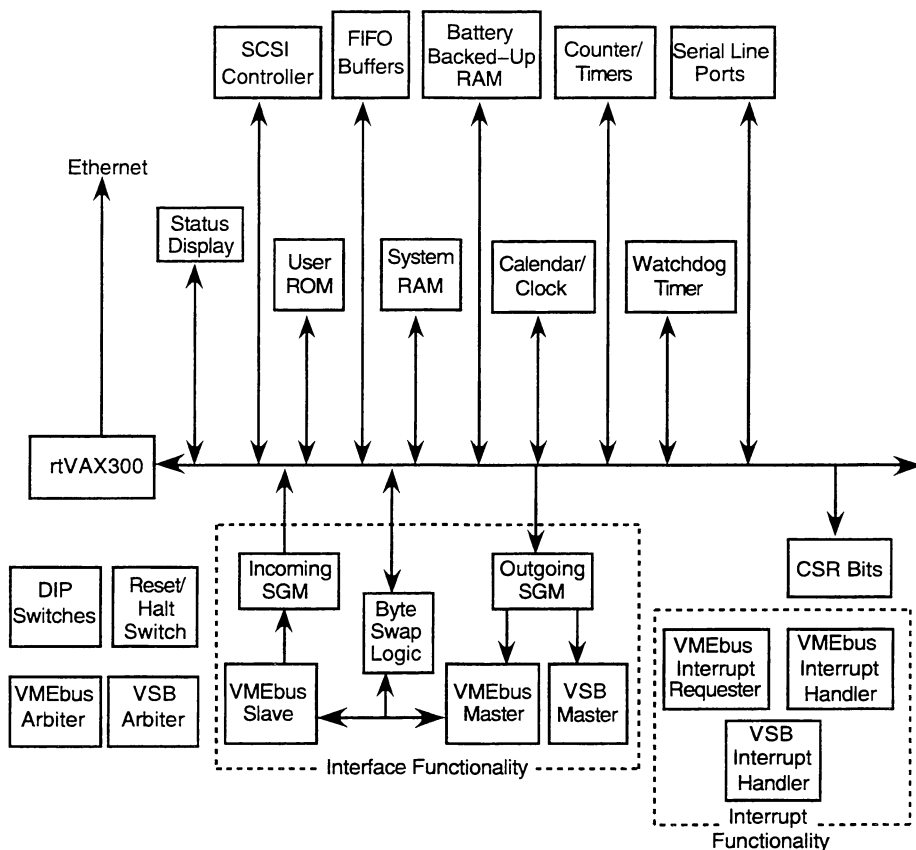 SCSI
Controller
FIFO
Buffers
Battery
Backed-Up
RAM
Counter/
Timers
Serial Line
Ports
Ethernet
Status
Display
User
ROM
System
RAM
Calendar/
Clock
Watchdog
Timer
rtVAX300
Incoming
SGM
Outgoing
SGM
CSR Bits
DIP
Switches
Reset/
Halt
Switch
Byte
Swap
Logic
VMEbus
Interrupt
Requester
VMEbus
Interrupt
Handler
VMEbus
Arbiter
VSB
Arbiter
VMEbus
Slave
VMEbus
Master
VSB
Master
VSB
Interrupt
Handler
Interface Functionality
Interrupt
Functionality